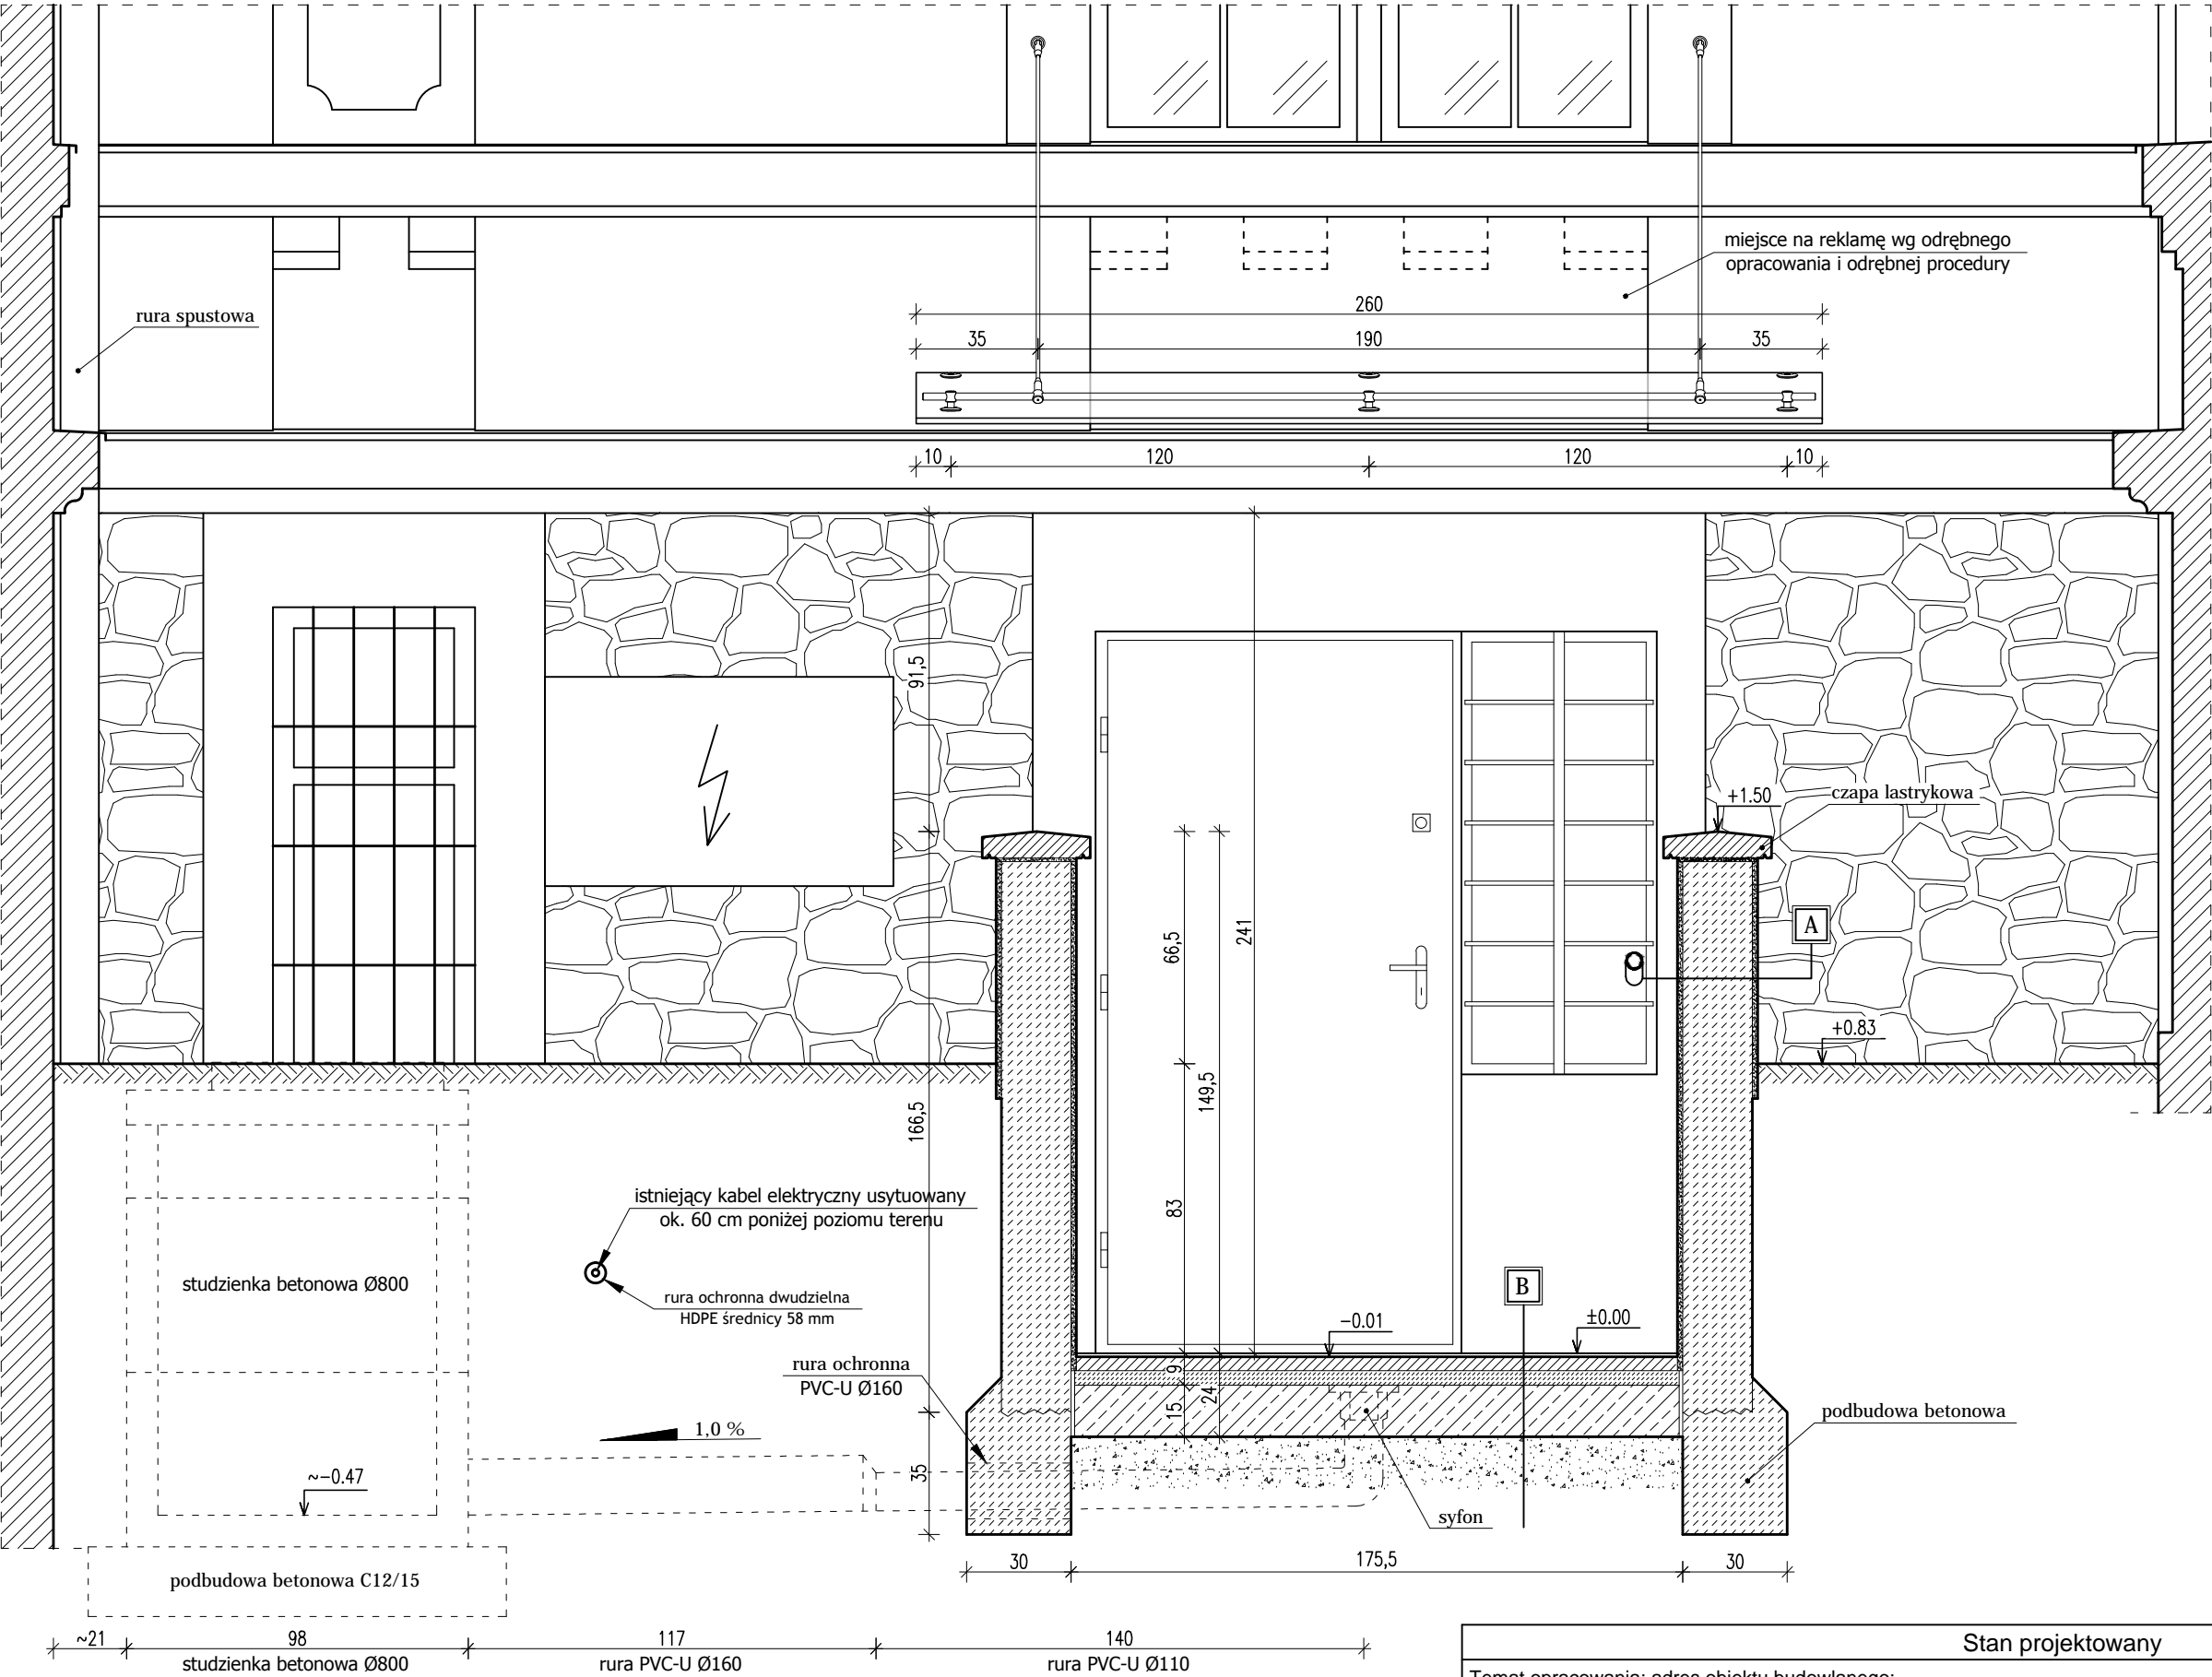 miejsce na reklamę wg odrębnego
opracowania i odrębnej procedury
rura spustowa
260
35
190
35
10
120
120
10
91,5
241
+1.50
czapa lastrykowa
66,5
A
+0.83
149,5
166,5
83
istniejący kabel elektryczny usytuowany
ok. 60 cm poniżej poziomu terenu
studzienka betonowa Ø800
rura ochronna dwudzielna
HDPE średnicy 58 mm
B
-0.01
±0.00
rura ochronna
PVC-U Ø160
9
24
15
1,0 %
podbudowa betonowa
~-0.47
35
syfon
podbudowa betonowa C12/15
30
175,5
30
~21
98
117
140
studzienka betonowa Ø800
rura PVC-U Ø160
rura PVC-U Ø110
Stan projektowany
Temat opracowania; adres obiektu budowlanego: